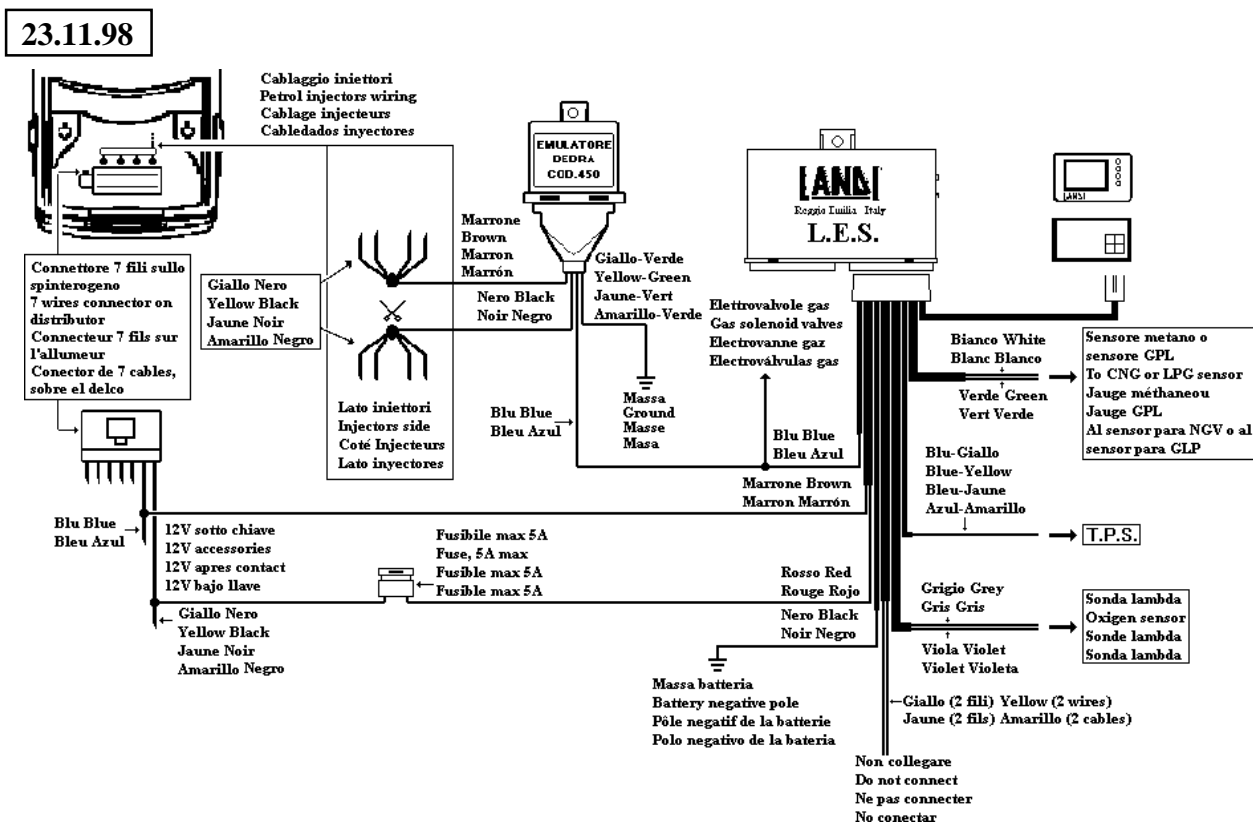 23.11.98
Cablaggio iniettori
Petrol injectors wiring
Cablage injecteurs
Cabledados inyectores
EMULATORE
DEDRA
COD.450
LANDI
Reggio Emilia - Italy
L.E.S.
LANDI
Marrone
Brown
Marron
Marrón
Connettore 7 fili sullo
spinterogeno
7 wires connector on
distributor
Connecteur 7 fils sur
l'allumeur
Conector de 7 cables,
sobre el delco
Giallo Nero
Yellow Black
Jaune Noir
Amarillo Negro
Nero Black
Noir Negro
Giallo-Verde
Yellow-Green
Jaune-Vert
Amarillo-Verde
Elettrovalvole gas
Gas solenoid valves
Electrovanne gaz
Electroválvulas gas
Bianco White
Blanc Blanco
Verde Green
Vert Verde
Sensore metano o
sensore GPL
To CNG or LPG sensor
Jauge méthaneou
Jauge GPL
Al sensor para NGV o al
sensor para GLP
Massa
Ground
Masse
Masa
Blu Blue
Bleu Azul
Lato iniettori
Injectors side
Coté Injecteurs
Lato inyectores
Blu Blue
Bleu Azul
Blu-Giallo
Blue-Yellow
Bleu-Jaune
Azul-Amarillo
T.P.S.
Marrone Brown
Marron Marrón
Blu Blue
Bleu Azul
12V sotto chiave
12V accessories
12V apres contact
12V bajo llave
Fusibile max 5A
Fuse, 5A max
Fusible max 5A
Fusible max 5A
Rosso Red
Rouge Rojo
Giallo Nero
Yellow Black
Jaune Noir
Amarillo Negro
Nero Black
Noir Negro
Grigio Grey
Gris Gris
Viola Violet
Violet Violeta
Sonda lambda
Oxigen sensor
Sonde lambda
Sonda lambda
Massa batteria
Battery negative pole
Pôle negatif de la batterie
Polo negativo de la bateria
Giallo (2 fili) Yellow (2 wires)
Jaune (2 fils) Amarillo (2 cables)
Non collegare
Do not connect
Ne pas connecter
No conectar